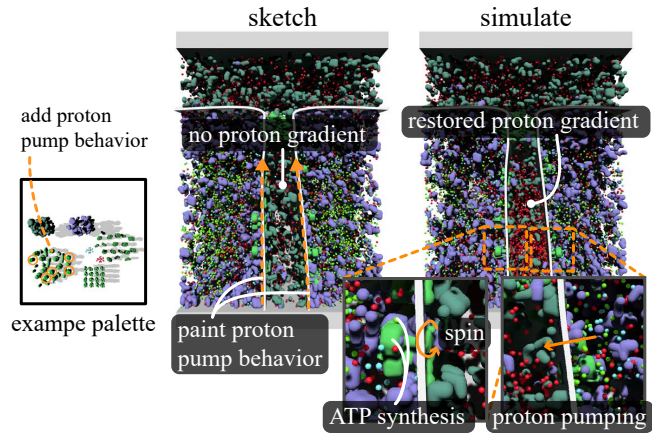 sketch
simulate
add proton
pump behavior
no proton gradient
restored proton gradient
exampe palette
paint proton
pump behavior
spin
ATP synthesis
proton pumping